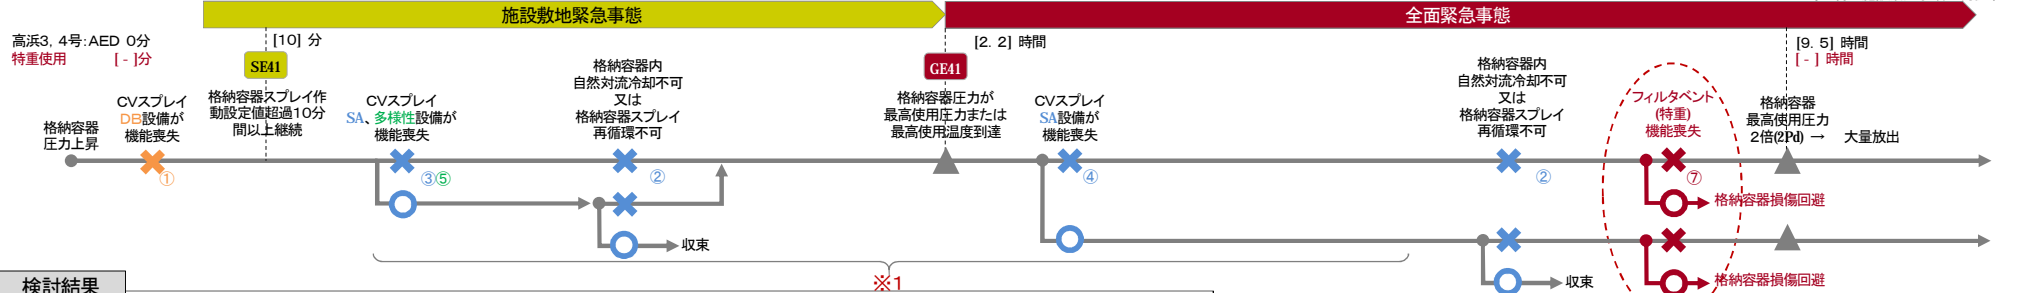 施設敷地緊急事態
全面緊急事態
高浜3, 4号:AED 0分
特重使用 [ - ]分
[10] 分
SE41
[2. 2] 時間
GE41
[9. 5] 時間
[ - ] 時間
格納容器
圧力上昇
CVスプレイ
DB設備が
機能喪失
①
格納容器スプレイ作
動設定値超過10分
間以上継続
CVスプレイ
SA、多様性設備が
機能喪失
③⑤
格納容器内
自然対流冷却不可
又は
格納容器スプレイ
再循環不可
②
収束
格納容器圧力が
最高使用圧力または
最高使用温度到達
CVスプレイ
SA設備が
機能喪失
④
格納容器内
自然対流冷却不可
又は
格納容器スプレイ
再循環不可
②
収束
フィルタベント
(特重)
機能喪失
⑦
格納容器損傷回避
格納容器損傷回避
格納容器
最高使用圧力
2倍(2Pd) → 大量放出
※1
検討結果